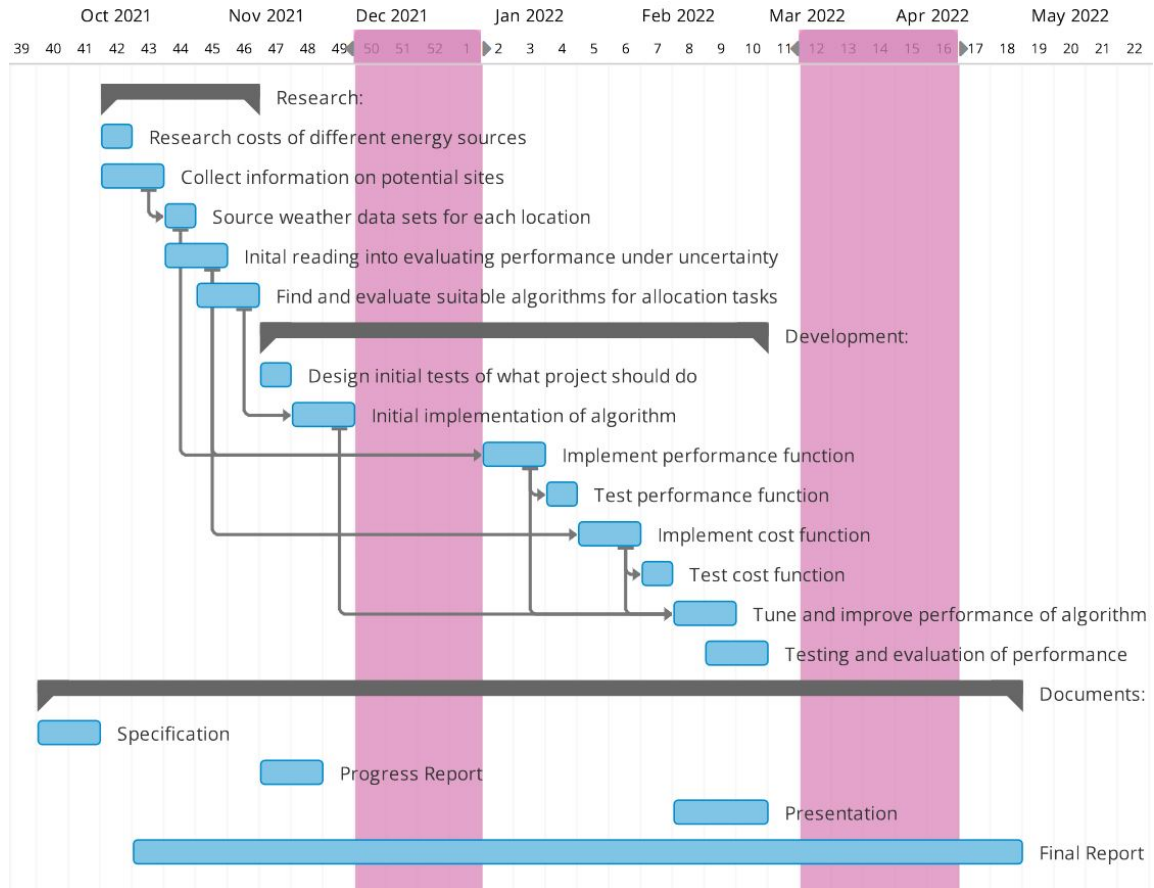 Oct 2021 Nov 2021 Dec 2021 Jan 2022 Feb 2022 Mar 2022 Apr 2022 May 2022
39 40 41 42 43 44 45 46 47 48 49 50 51 52 1 2 3 4 5 6 7 8 9 10 11 12 13 14 15 16 17 18 19 20 21 22
Research:
Research costs of different energy sources
Collect information on potential sites
Source weather data sets for each location
Inital reading into evaluating performance under uncertainty
Find and evaluate suitable algorithms for allocation tasks
Development:
Design initial tests of what project should do
Initial implementation of algorithm
Implement performance function
Test performance function
Implement cost function
Test cost function
Tune and improve performance of algorithm
Testing and evaluation of performance
Documents:
Specification
Progress Report
Presentation
Final Report